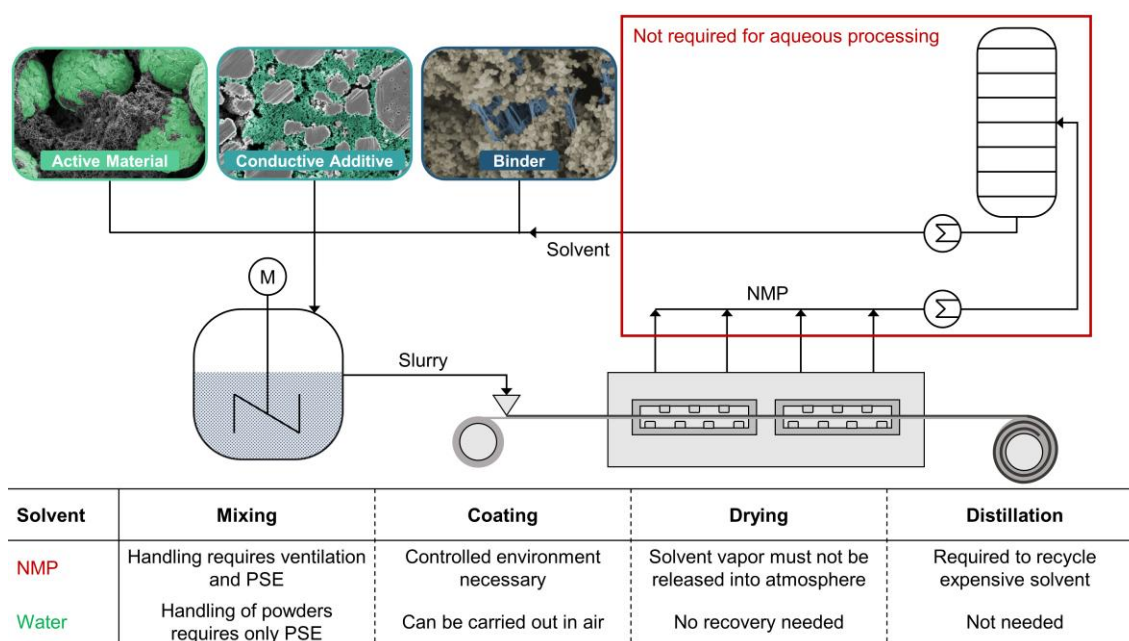 Not required for aqueous processing
Active Material
Conductive Additive
Binder
Solvent
M
NMP
Slurry
Solvent Mixing Coating Drying Distillation
NMP
Handling requires ventilation
and PSE
Controlled environment
necessary
Solvent vapor must not be
released into atmosphere
Required to recycle
expensive solvent
Water
Handling of powders
requires only PSE
Can be carried out in air
No recovery needed
Not needed